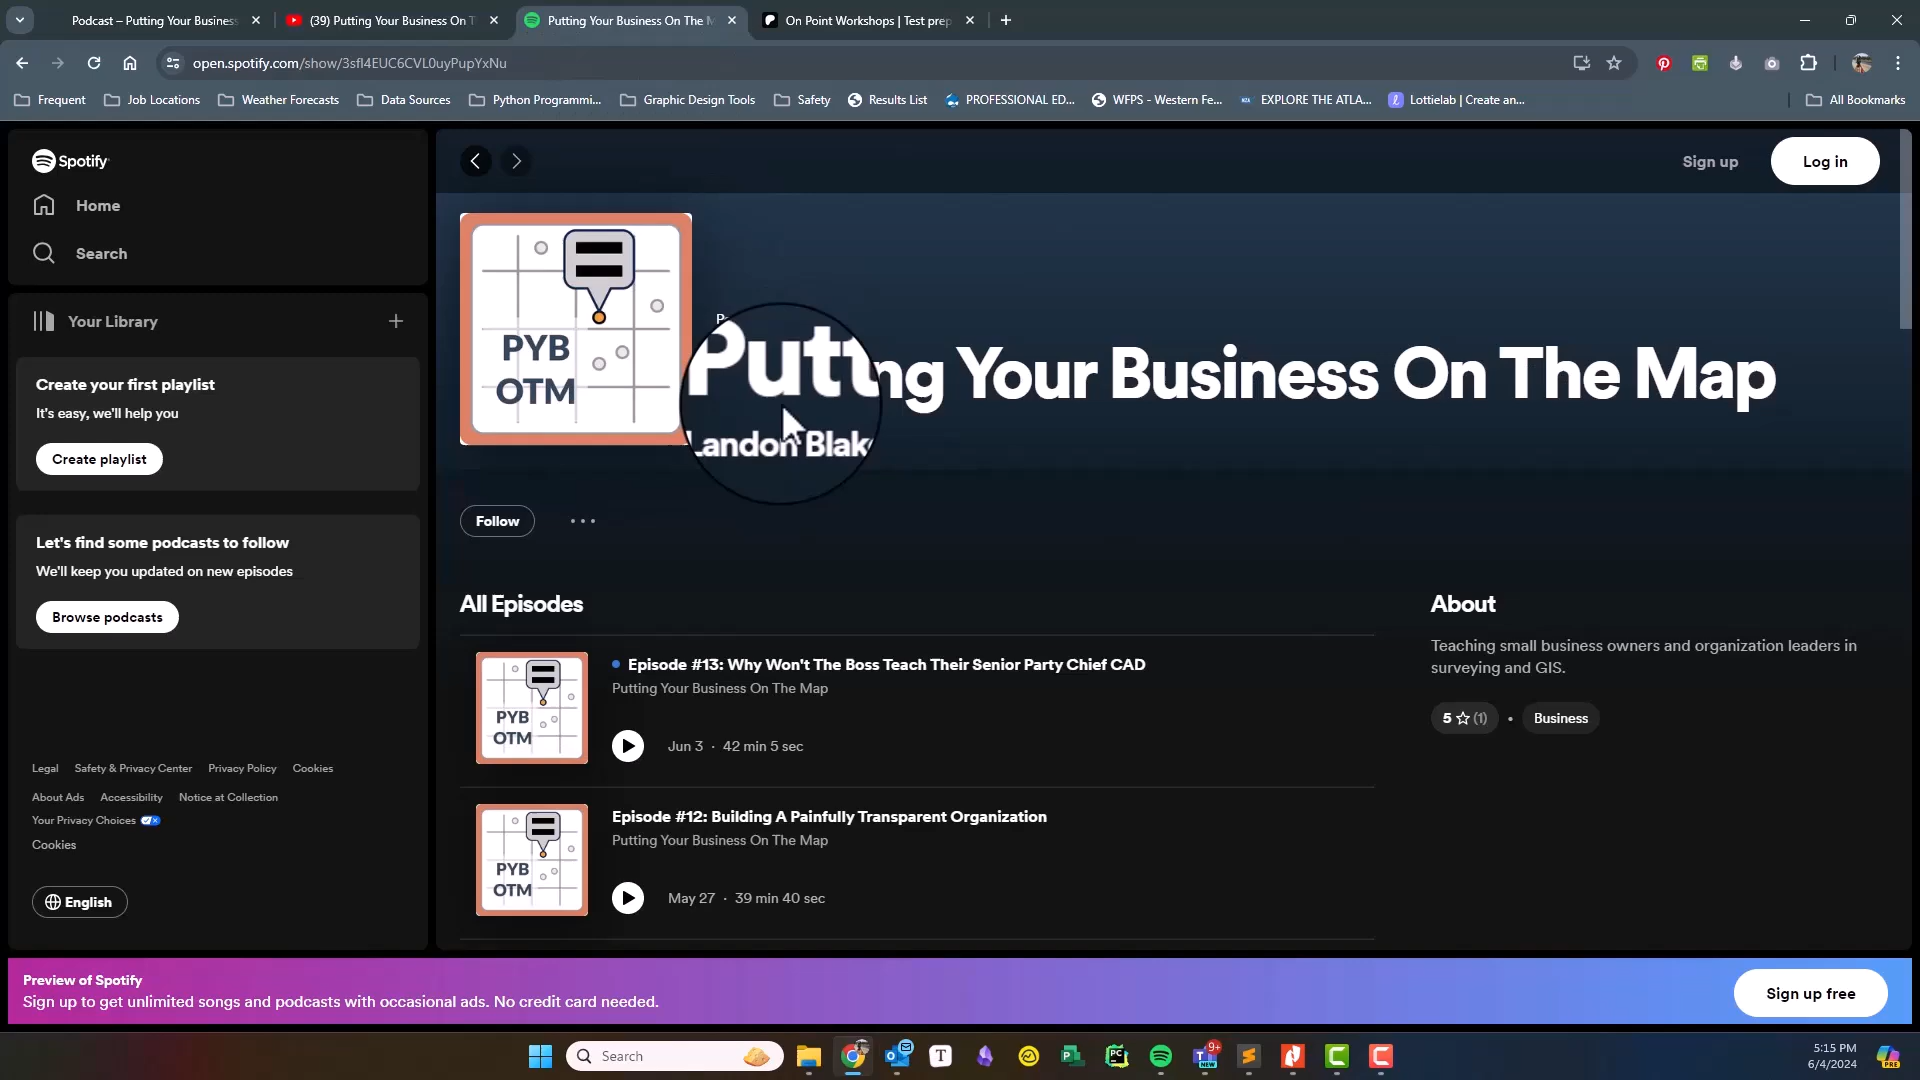 Podcast – Putting Your Business
(39) Putting Your Business On T
Putting Your Business On The M
On Point Workshops | Test prep
open.spotify.com/show/3sfl4EUC6CVL0uyPupYxNu
Frequent
Job Locations
Weather Forecasts
Data Sources
Python Programmi...
Graphic Design Tools
Safety
Results List
PROFESSIONAL ED...
WFPS - Western Fe...
EXPLORE THE ATLA...
Lottielab | Create an...
All Bookmarks
Spotify
Home
Search
Your Library
Create your first playlist
It's easy, we'll help you
Create playlist
Let's find some podcasts to follow
We'll keep you updated on new episodes
Browse podcasts
Legal Safety & Privacy Center Privacy Policy Cookies
About Ads Accessibility Notice at Collection
Your Privacy Choices
Cookies
English
Sign up
Log in
PYB
OTM
Putting Your Business On The Map
Landon Blake
Follow
All Episodes
PYB
OTM
Episode #13: Why Won't The Boss Teach Their Senior Party Chief CAD
Putting Your Business On The Map
Jun 3 · 42 min 5 sec
PYB
OTM
Episode #12: Building A Painfully Transparent Organization
Putting Your Business On The Map
May 27 · 39 min 40 sec
About
Teaching small business owners and organization leaders in
surveying and GIS.
5 (1) • Business
Preview of Spotify
Sign up to get unlimited songs and podcasts with occasional ads. No credit card needed.
Sign up free
Search
T
PC
9+
NEW
5:15 PM
6/4/2024
PRE